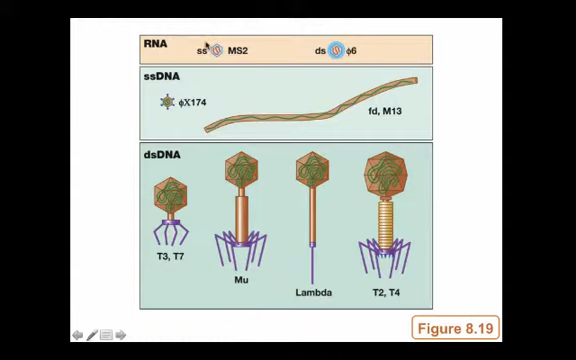 RNA
ss MS2
ds φ6
ssDNA
φX174
fd, M13
dsDNA
T3, T7
Mu
Lambda
T2, T4
Figure 8.19